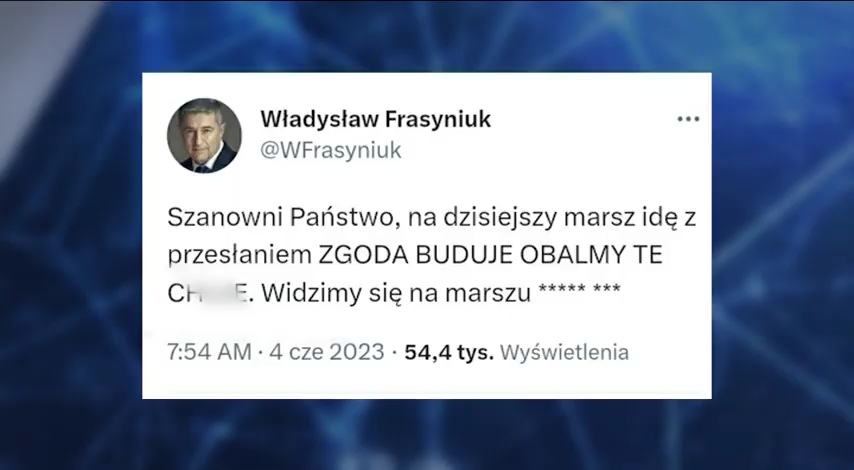 Władysław Frasyniuk
@WFrasyniuk
Szanowni Państwo, na dzisiejszy marsz idę z
przesłaniem ZGODA BUDUJE OBALMY TE
. Widzimy się na marszu ***** ***
7:54 AM · 4 cze 2023 · 54,4 tys. Wyświetlenia